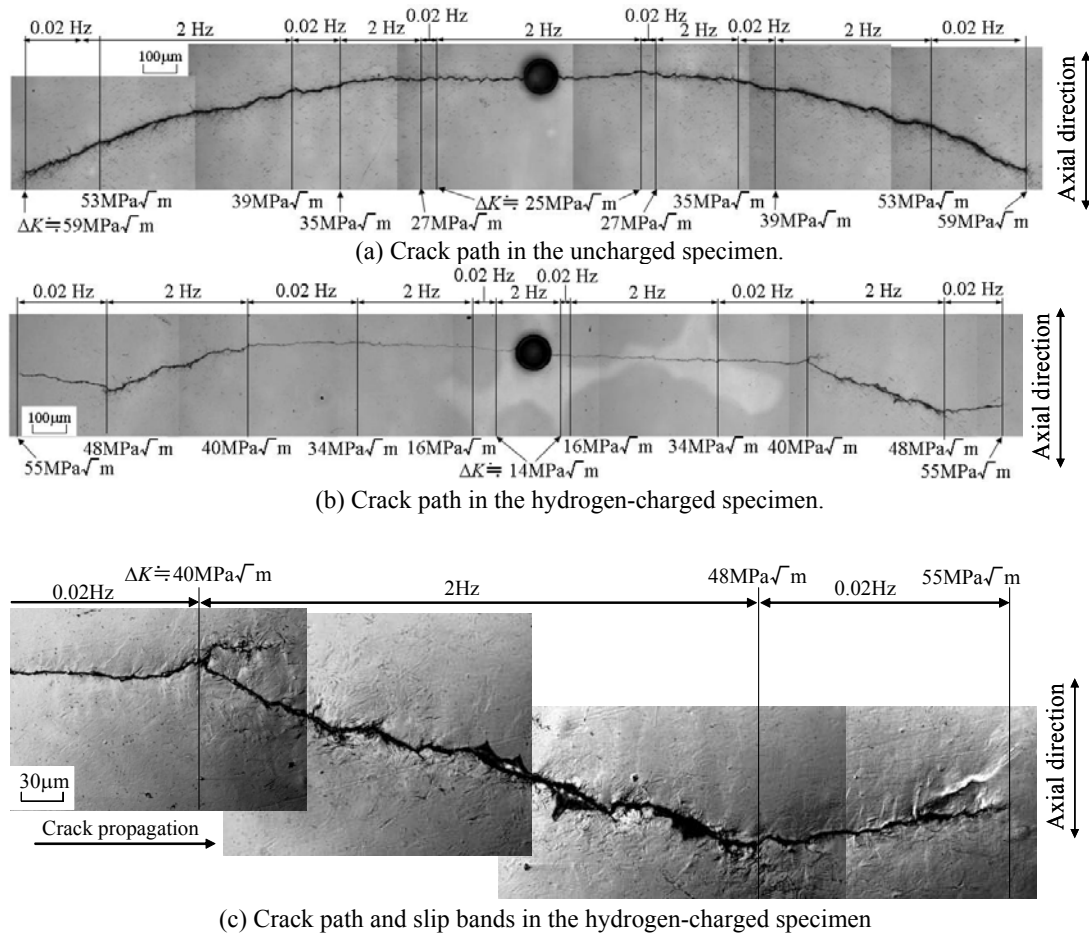 0.02 Hz 2 Hz 0.02 Hz 2 Hz 0.02 Hz 2 Hz 0.02 Hz 2 Hz 0.02 Hz 2 Hz 0.02 Hz
100μm
Axial direction
53MPa√m 39MPa√m 35MPa√m 27MPa√m ΔK≒25MPa√m 27MPa√m 35MPa√m 39MPa√m 53MPa√m 59MPa√m
ΔK≒59MPa√m
(a) Crack path in the uncharged specimen.
0.02 Hz 2 Hz 0.02 Hz 2 Hz 0.02 Hz 2 Hz 0.02 Hz 2 Hz 0.02 Hz 2 Hz 0.02 Hz
100μm
Axial direction
55MPa√m 48MPa√m 40MPa√m 34MPa√m 16MPa√m ΔK≒14MPa√m 16MPa√m 34MPa√m 40MPa√m 48MPa√m 55MPa√m
(b) Crack path in the hydrogen-charged specimen.
ΔK≒40MPa√m 48MPa√m 55MPa√m
0.02Hz 2Hz 0.02Hz
Axial direction
30μm
Crack propagation
(c) Crack path and slip bands in the hydrogen-charged specimen